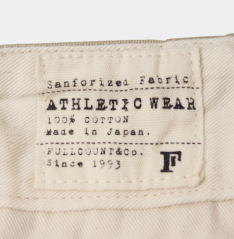 Sanforized Fabric
ATHLETIC WEAR
100% COTTON
Made in Japan.
FULLCOUNT&Co.
Since 1993
F